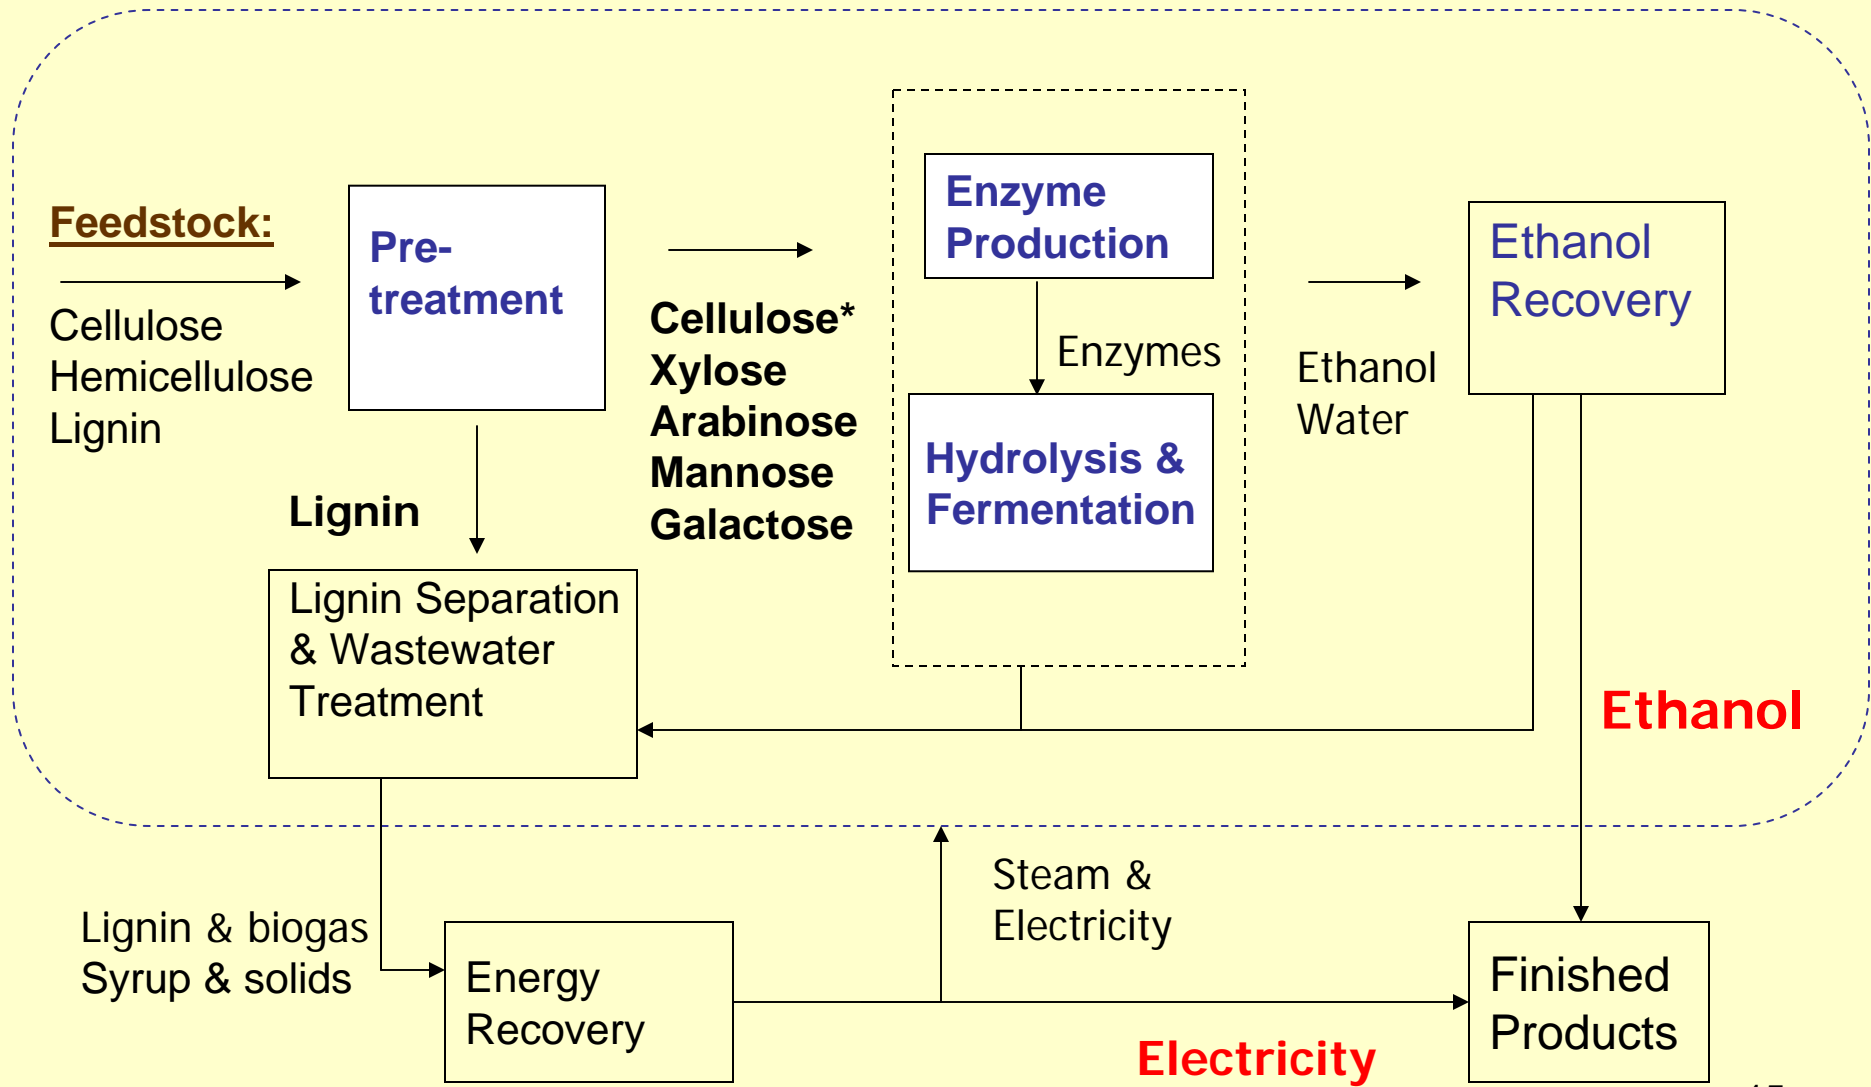 Feedstock:
Cellulose
Hemicellulose
Lignin
Pre-
treatment
Cellulose*
Xylose
Arabinose
Mannose
Galactose
Enzyme
Production
Enzymes
Hydrolysis &
Fermentation
Ethanol
Water
Ethanol
Recovery
Lignin
Lignin Separation
& Wastewater
Treatment
Ethanol
Lignin & biogas
Syrup & solids
Energy
Recovery
Steam &
Electricity
Electricity
Finished
Products